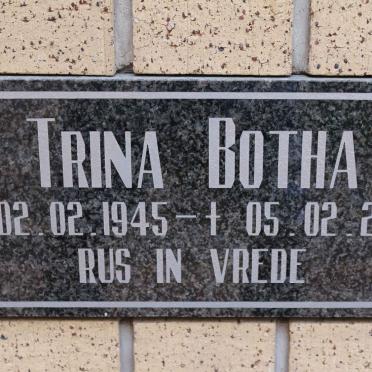 Trina Botha
02.02.1945 – † 05.02.2
RUS IN VREDE